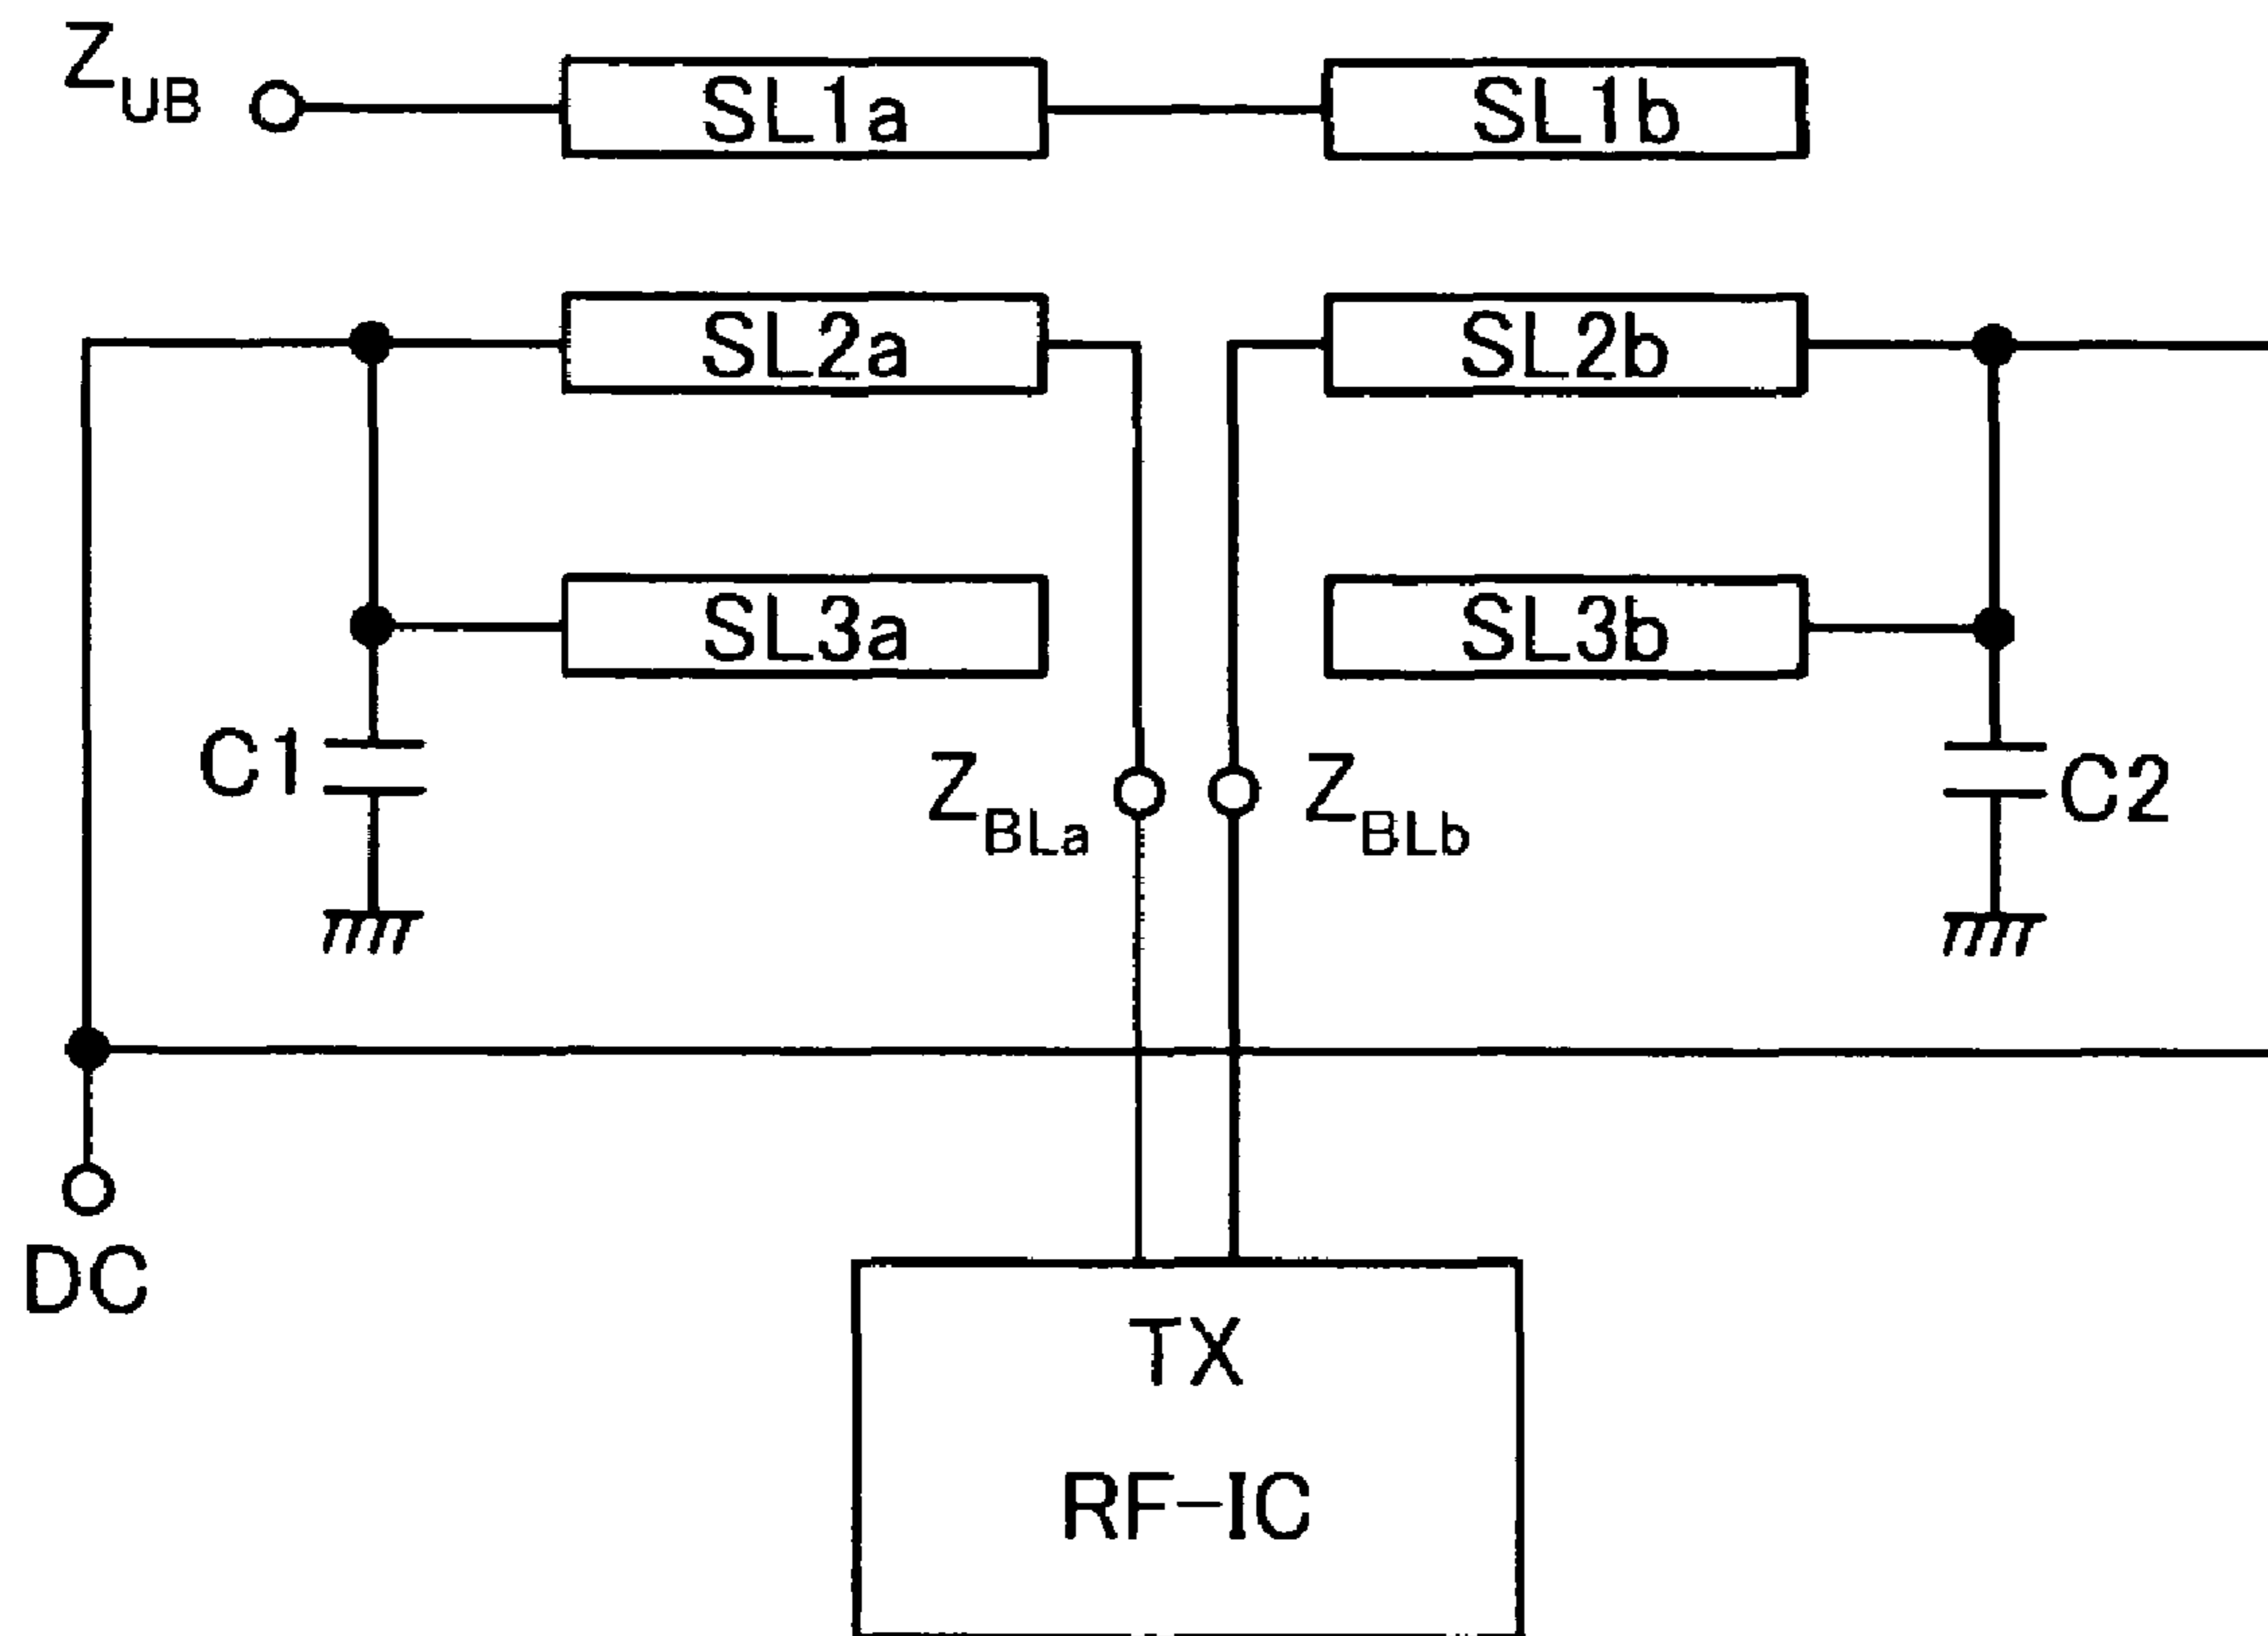 Z_UB
SL1a
SL1b
SL2a
SL2b
SL3a
SL3b
C1
Z_BLa
Z_BLb
C2
DC
TX
RF-IC